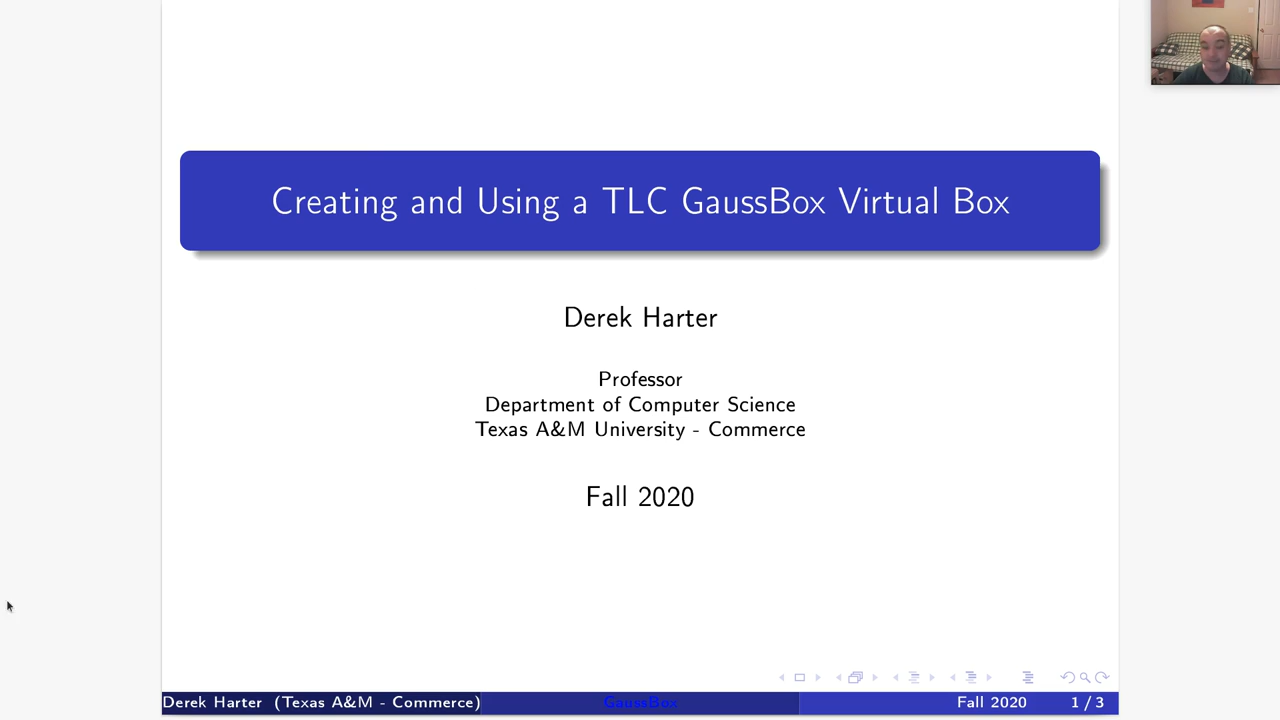 Creating and Using a TLC GaussBox Virtual Box
Derek Harter
Professor
Department of Computer Science
Texas A&M University - Commerce
Fall 2020
Derek Harter (Texas A&M - Commerce)
GaussBox
Fall 2020
1 / 3